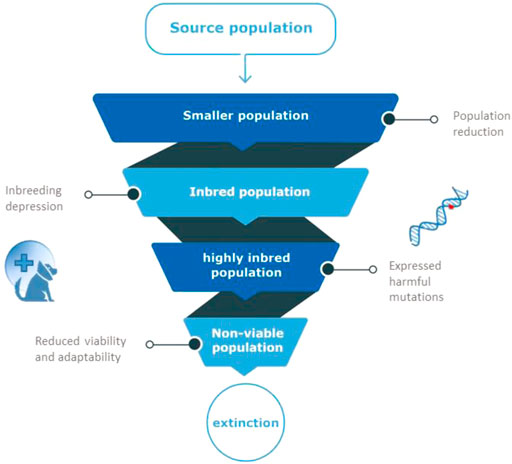 Source population
Smaller population
Population
reduction
Inbreeding
depression
Inbred population
highly inbred
population
Expressed
harmful
mutations
Reduced viability
and adaptability
Non-viable
population
extinction